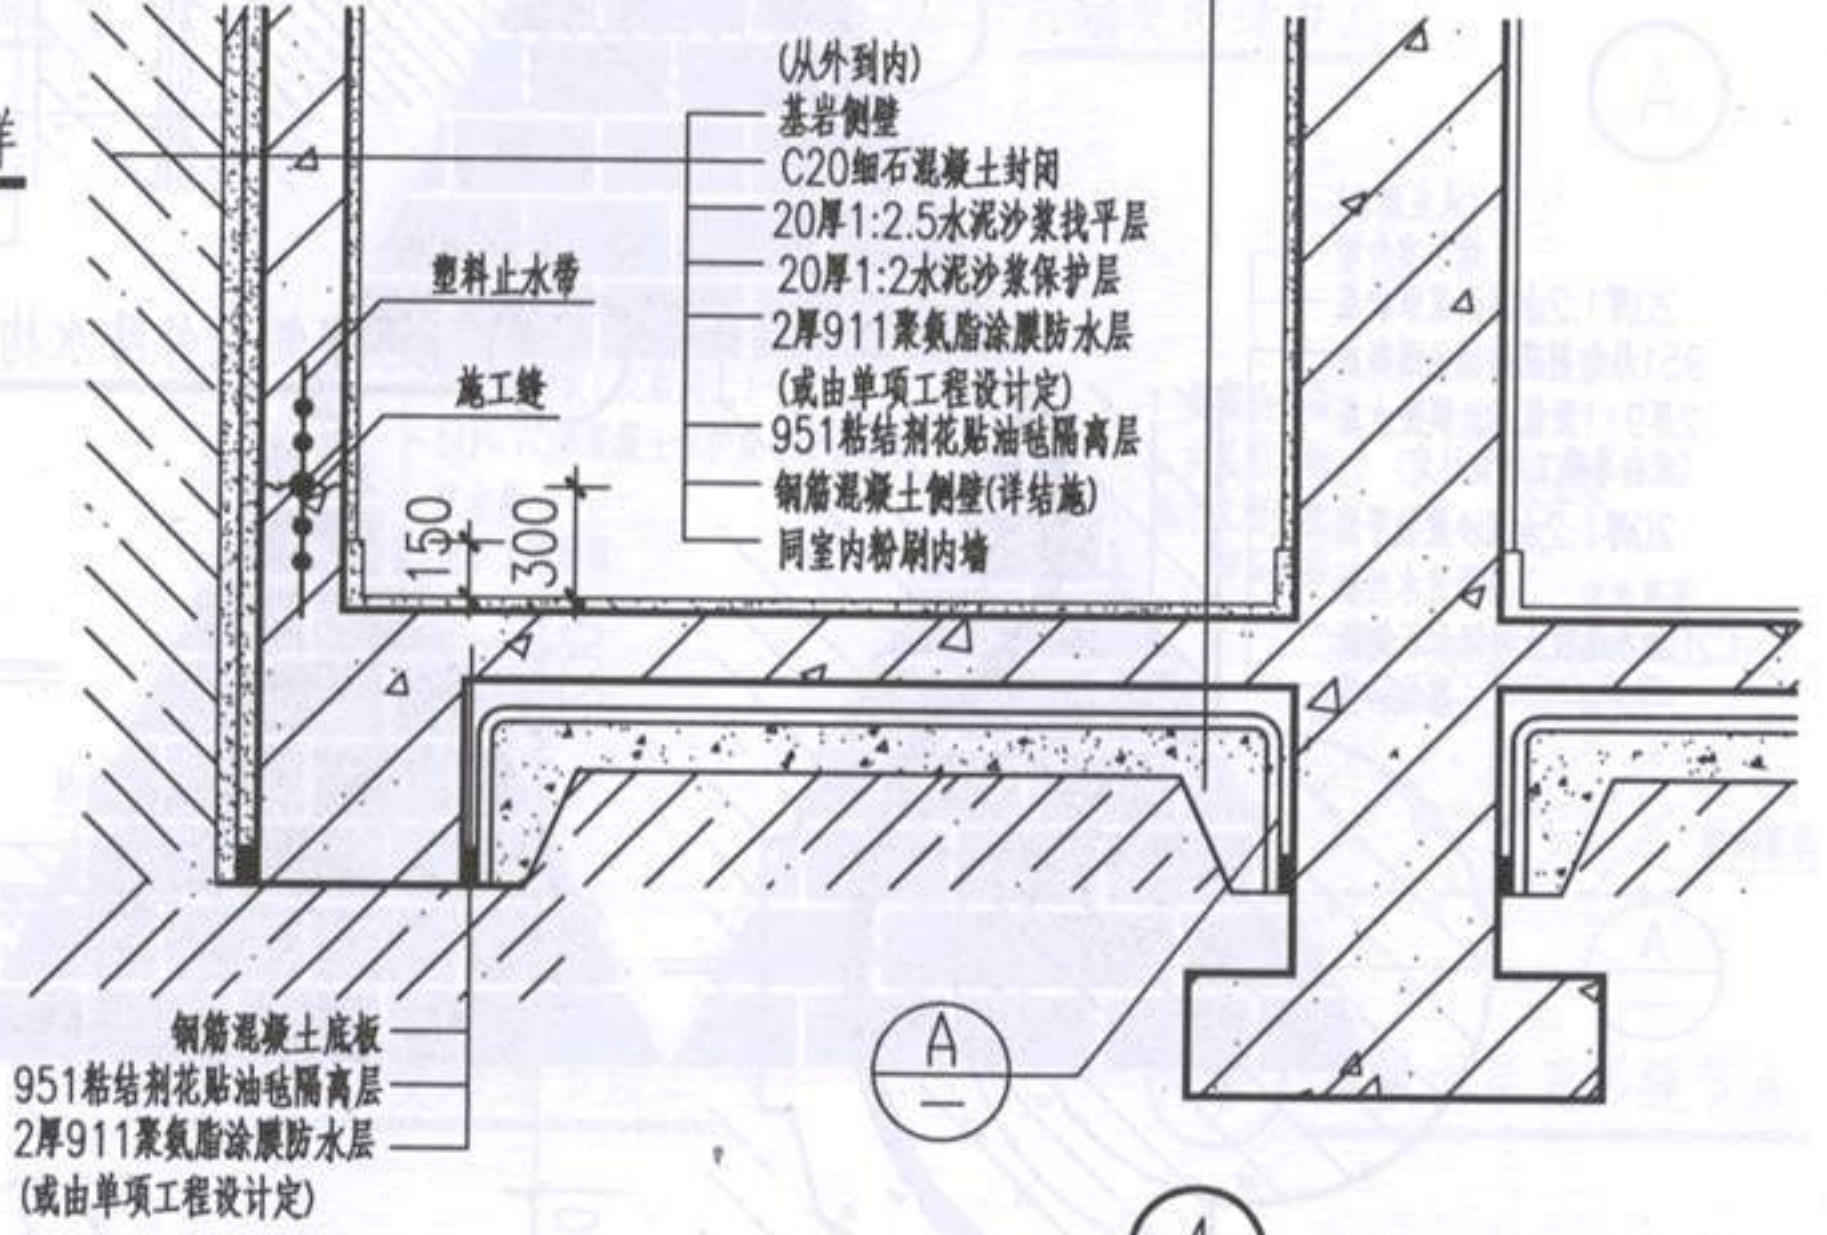 (从外到内)
基岩侧壁
C20细石混凝土封闭
20厚1:2.5水泥沙浆找平层
20厚1:2水泥沙浆保护层
2厚911聚氨脂涂膜防水层
(或由单项工程设计定)
951粘结剂花贴油毡隔离层
钢筋混凝土侧壁(详结施)
同室内粉刷内墙
塑料止水带
施工缝
150
300
A
钢筋混凝土底板
951粘结剂花贴油毡隔离层
2厚911聚氨脂涂膜防水层
(或由单项工程设计定)